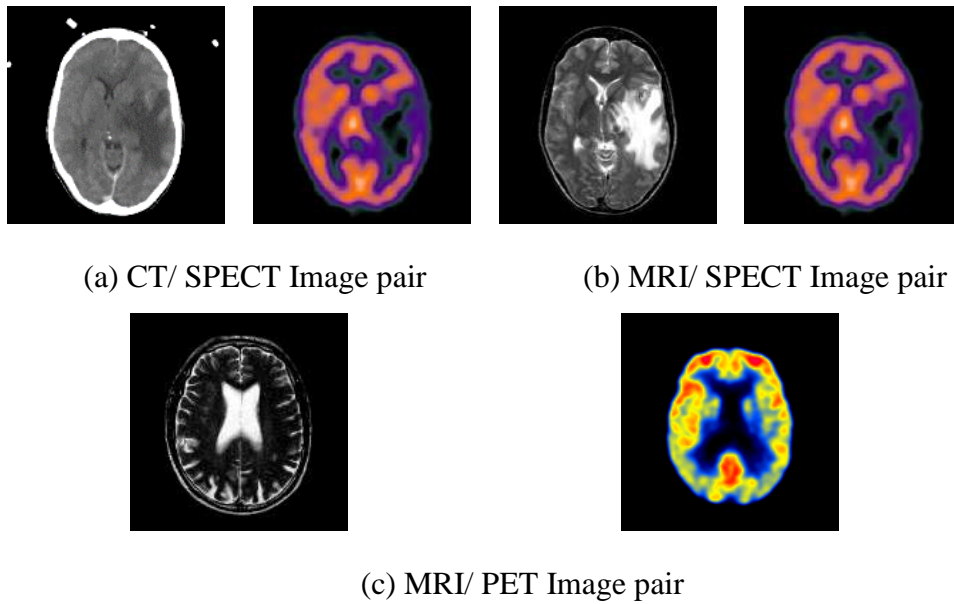 (a) CT/ SPECT Image pair
(b) MRI/ SPECT Image pair
(c) MRI/ PET Image pair